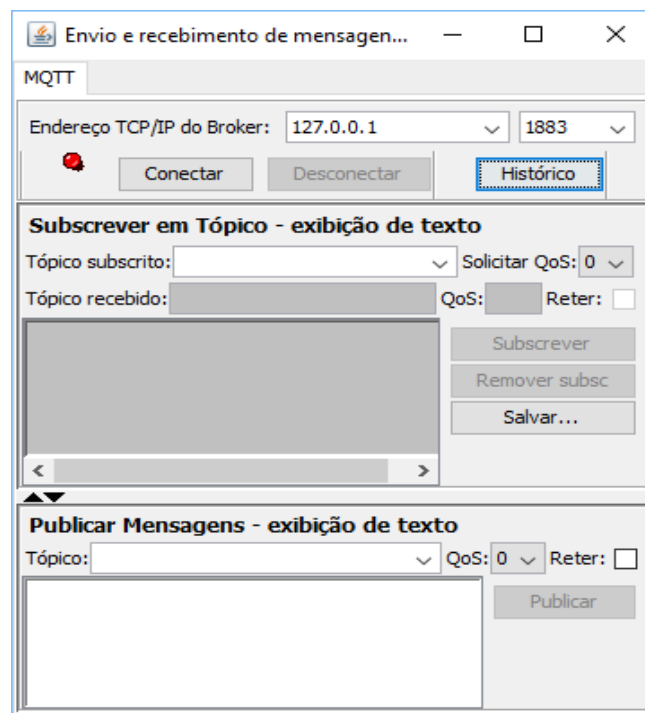 Envio e recebimento de mensagen...
MQTT
Endereço TCP/IP do Broker: 127.0.0.1 1883
Conectar Desconectar Histórico
Subscrever em Tópico - exibição de texto
Tópico subscrito: Solicitar QoS: 0
Tópico recebido: QoS: Reter:
Subscrever
Remover subsc
Salvar...
Publicar Mensagens - exibição de texto
Tópico: QoS: 0 Reter:
Publicar